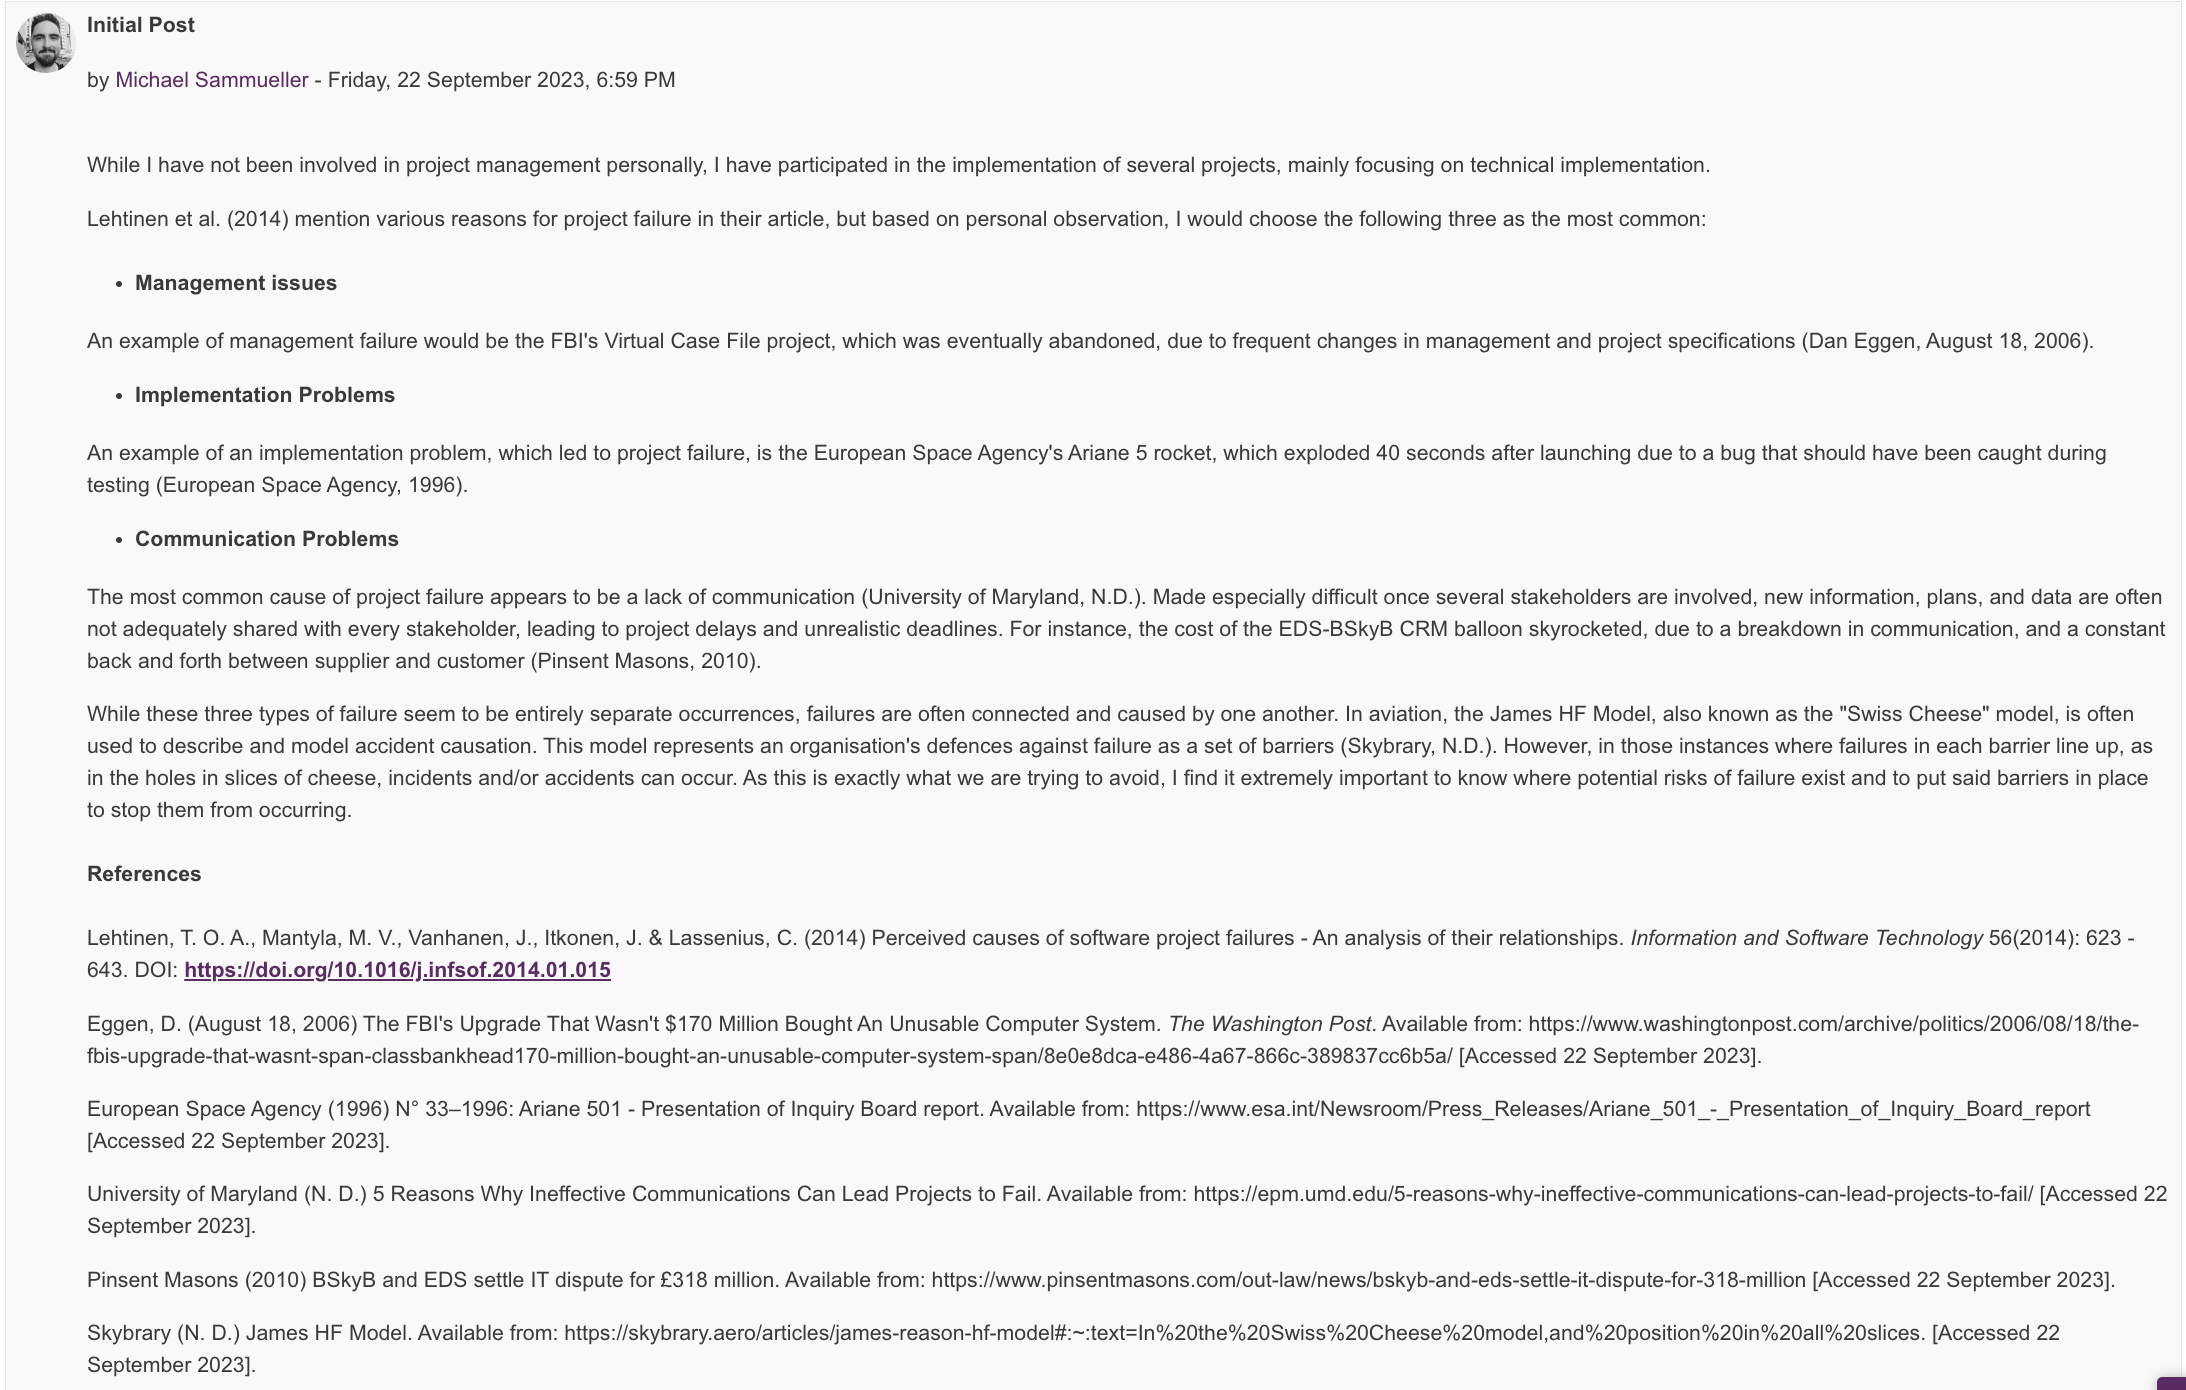 Initial Post
by Michael Sammueller - Friday, 22 September 2023, 6:59 PM
While I have not been involved in project management personally, I have participated in the implementation of several projects, mainly focusing on technical implementation.
Lehtinen et al. (2014) mention various reasons for project failure in their article, but based on personal observation, I would choose the following three as the most common:
• Management issues
An example of management failure would be the FBI's Virtual Case File project, which was eventually abandoned, due to frequent changes in management and project specifications (Dan Eggen, August 18, 2006).
• Implementation Problems
An example of an implementation problem, which led to project failure, is the European Space Agency's Ariane 5 rocket, which exploded 40 seconds after launching due to a bug that should have been caught during
testing (European Space Agency, 1996).
• Communication Problems
The most common cause of project failure appears to be a lack of communication (University of Maryland, N.D.). Made especially difficult once several stakeholders are involved, new information, plans, and data are often
not adequately shared with every stakeholder, leading to project delays and unrealistic deadlines. For instance, the cost of the EDS-BSkyB CRM balloon skyrocketed, due to a breakdown in communication, and a constant
back and forth between supplier and customer (Pinsent Masons, 2010).
While these three types of failure seem to be entirely separate occurrences, failures are often connected and caused by one another. In aviation, the James HF Model, also known as the "Swiss Cheese" model, is often
used to describe and model accident causation. This model represents an organisation's defences against failure as a set of barriers (Skybrary, N.D.). However, in those instances where failures in each barrier line up, as
in the holes in slices of cheese, incidents and/or accidents can occur. As this is exactly what we are trying to avoid, I find it extremely important to know where potential risks of failure exist and to put said barriers in place
to stop them from occurring.
References
Lehtinen, T. O. A., Mantyla, M. V., Vanhanen, J., Itkonen, J. & Lassenius, C. (2014) Perceived causes of software project failures - An analysis of their relationships. Information and Software Technology 56(2014): 623 -
643. DOI: https://doi.org/10.1016/j.infsof.2014.01.015
Eggen, D. (August 18, 2006) The FBI's Upgrade That Wasn't $170 Million Bought An Unusable Computer System. The Washington Post. Available from: https://www.washingtonpost.com/archive/politics/2006/08/18/the-
fbis-upgrade-that-wasnt-span-classbankhead170-million-bought-an-unusable-computer-system-span/8e0e8dca-e486-4a67-866c-389837cc6b5a/ [Accessed 22 September 2023].
European Space Agency (1996) N° 33–1996: Ariane 501 - Presentation of Inquiry Board report. Available from: https://www.esa.int/Newsroom/Press_Releases/Ariane_501_-_Presentation_of_Inquiry_Board_report
[Accessed 22 September 2023].
University of Maryland (N. D.) 5 Reasons Why Ineffective Communications Can Lead Projects to Fail. Available from: https://epm.umd.edu/5-reasons-why-ineffective-communications-can-lead-projects-to-fail/ [Accessed 22
September 2023].
Pinsent Masons (2010) BSkyB and EDS settle IT dispute for £318 million. Available from: https://www.pinsentmasons.com/out-law/news/bskyb-and-eds-settle-it-dispute-for-318-million [Accessed 22 September 2023].
Skybrary (N. D.) James HF Model. Available from: https://skybrary.aero/articles/james-reason-hf-model#:~:text=In%20the%20Swiss%20Cheese%20model,and%20position%20in%20all%20slices. [Accessed 22
September 2023].